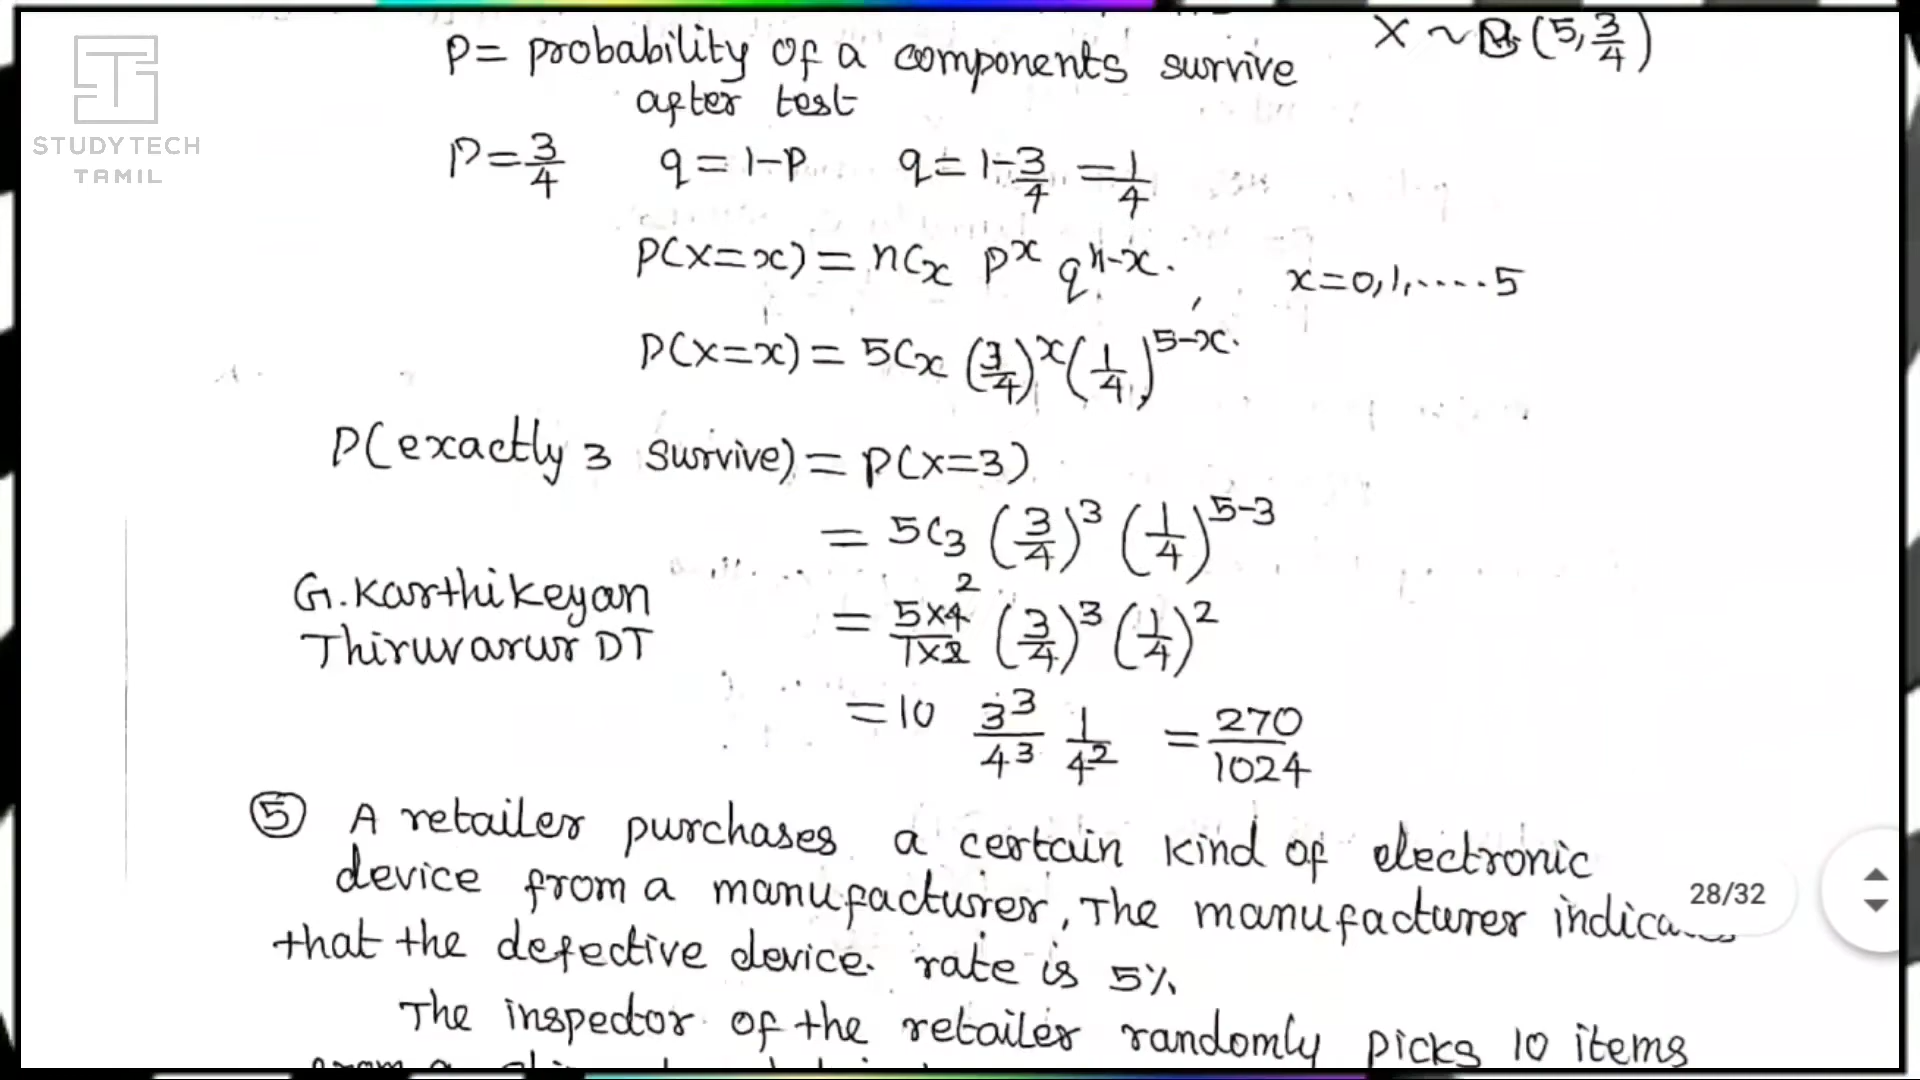 P = probability of a components survive X ~ B (5, 3/4)
after test
STUDYTECH
TAMIL
P = 3/4 q = 1-P q = 1-3/4 = 1/4
P(X=x) = nCx p^x q^n-x. , x=0,1,.....5
P(X=x) = 5Cx (3/4)^x (1/4)^5-x.
P(exactly 3 survive) = P(X=3)
= 5C3 (3/4)^3 (1/4)^5-3
G. Karthikeyan
Thiruvarur DT
2
= 5x4/1x2 (3/4)^3 (1/4)^2
= 10 3^3/4^3 1/4^2 = 270/1024
5 A retailer purchases a certain kind of electronic
device from a manufacturer, The manufacturer
28/32
that the defective device. rate is 5%
The inspector of the retailer randomly picks 10 items